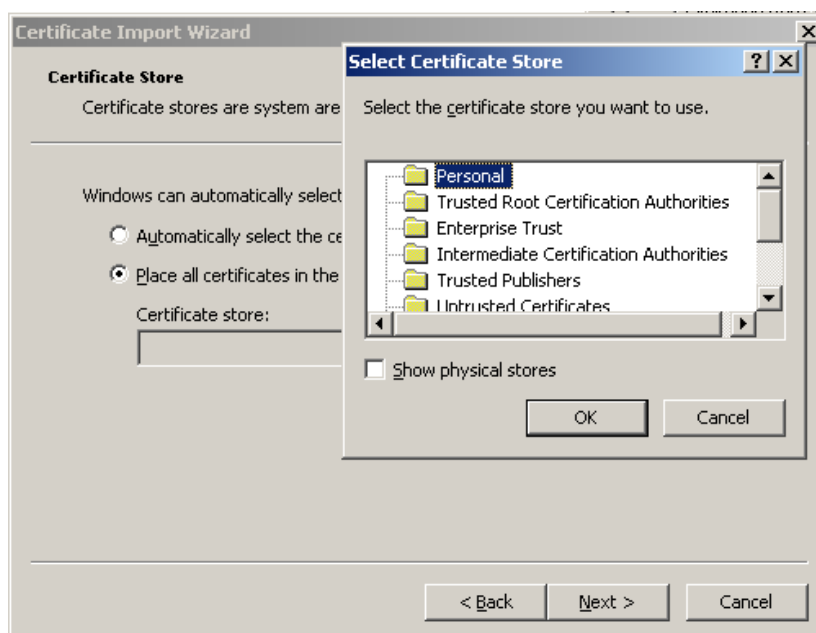 Certificate Import Wizard
Certificate Store
Certificate stores are system are
Windows can automatically select
Automatically select the ce
Place all certificates in the
Certificate store:
< Back
Next >
Cancel
Select Certificate Store
Select the certificate store you want to use.
Personal
Trusted Root Certification Authorities
Enterprise Trust
Intermediate Certification Authorities
Trusted Publishers
Untrusted Certificates
Show physical stores
OK
Cancel